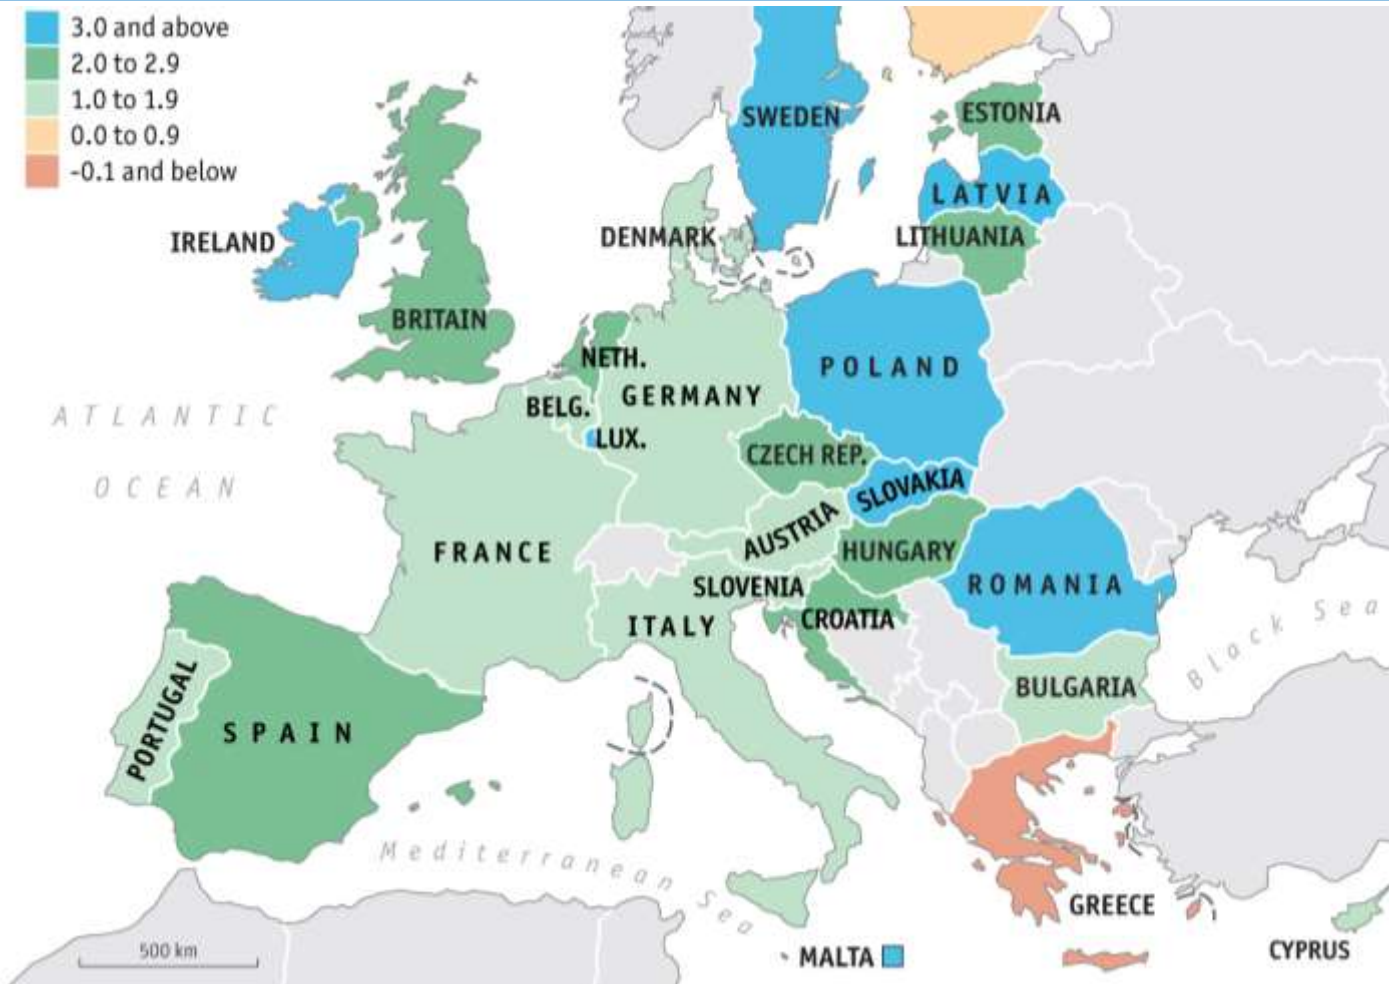 3.0 and above
2.0 to 2.9
1.0 to 1.9
0.0 to 0.9
-0.1 and below
SWEDEN
ESTONIA
LATVIA
IRELAND
DENMARK
LITHUANIA
BRITAIN
NETH.
POLAND
GERMANY
BELG.
ATLANTIC
OCEAN
LUX.
CZECH REP.
SLOVAKIA
AUSTRIA
FRANCE
HUNGARY
SLOVENIA
ROMANIA
ITALY
CROATIA
Black Sea
BULGARIA
PORTUGAL
SPAIN
Mediterranean Sea
GREECE
500 km
MALTA
CYPRUS